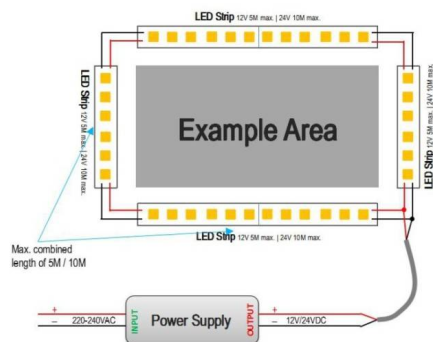 LED Strip 12V 5M max. | 24V 10M max.
LED Strip 12V 5M max. | 24V 10M max.
Example Area
LED Strip 12V 5M max. | 24V 10M max.
LED Strip 12V 5M max. | 24V 10M max.
Max. combined
length of 5M / 10M
+
220-240VAC
–
INPUT
Power Supply
OUTPUT
+
12V/24VDC
–